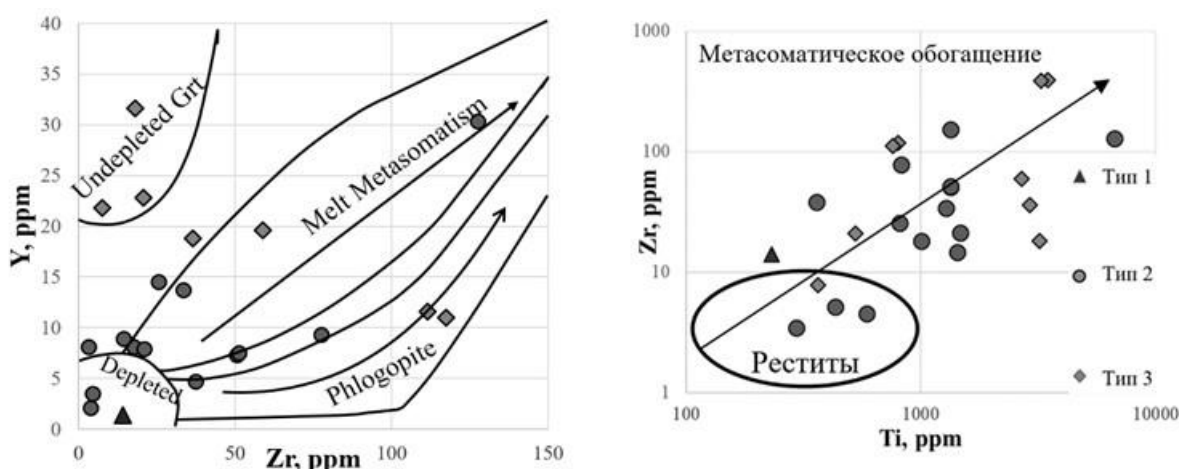 40
35
30
25
20
15
10
5
0
Y, ppm
Undepleted Grt
Melt Metasomatism
Depleted
Phlogopite
0
50
100
150
Zr, ppm
1000
100
10
1
Zr, ppm
Метасоматическое обогащение
Реститы
Тип 1
Тип 2
Тип 3
100
1000
10000
Ti, ppm